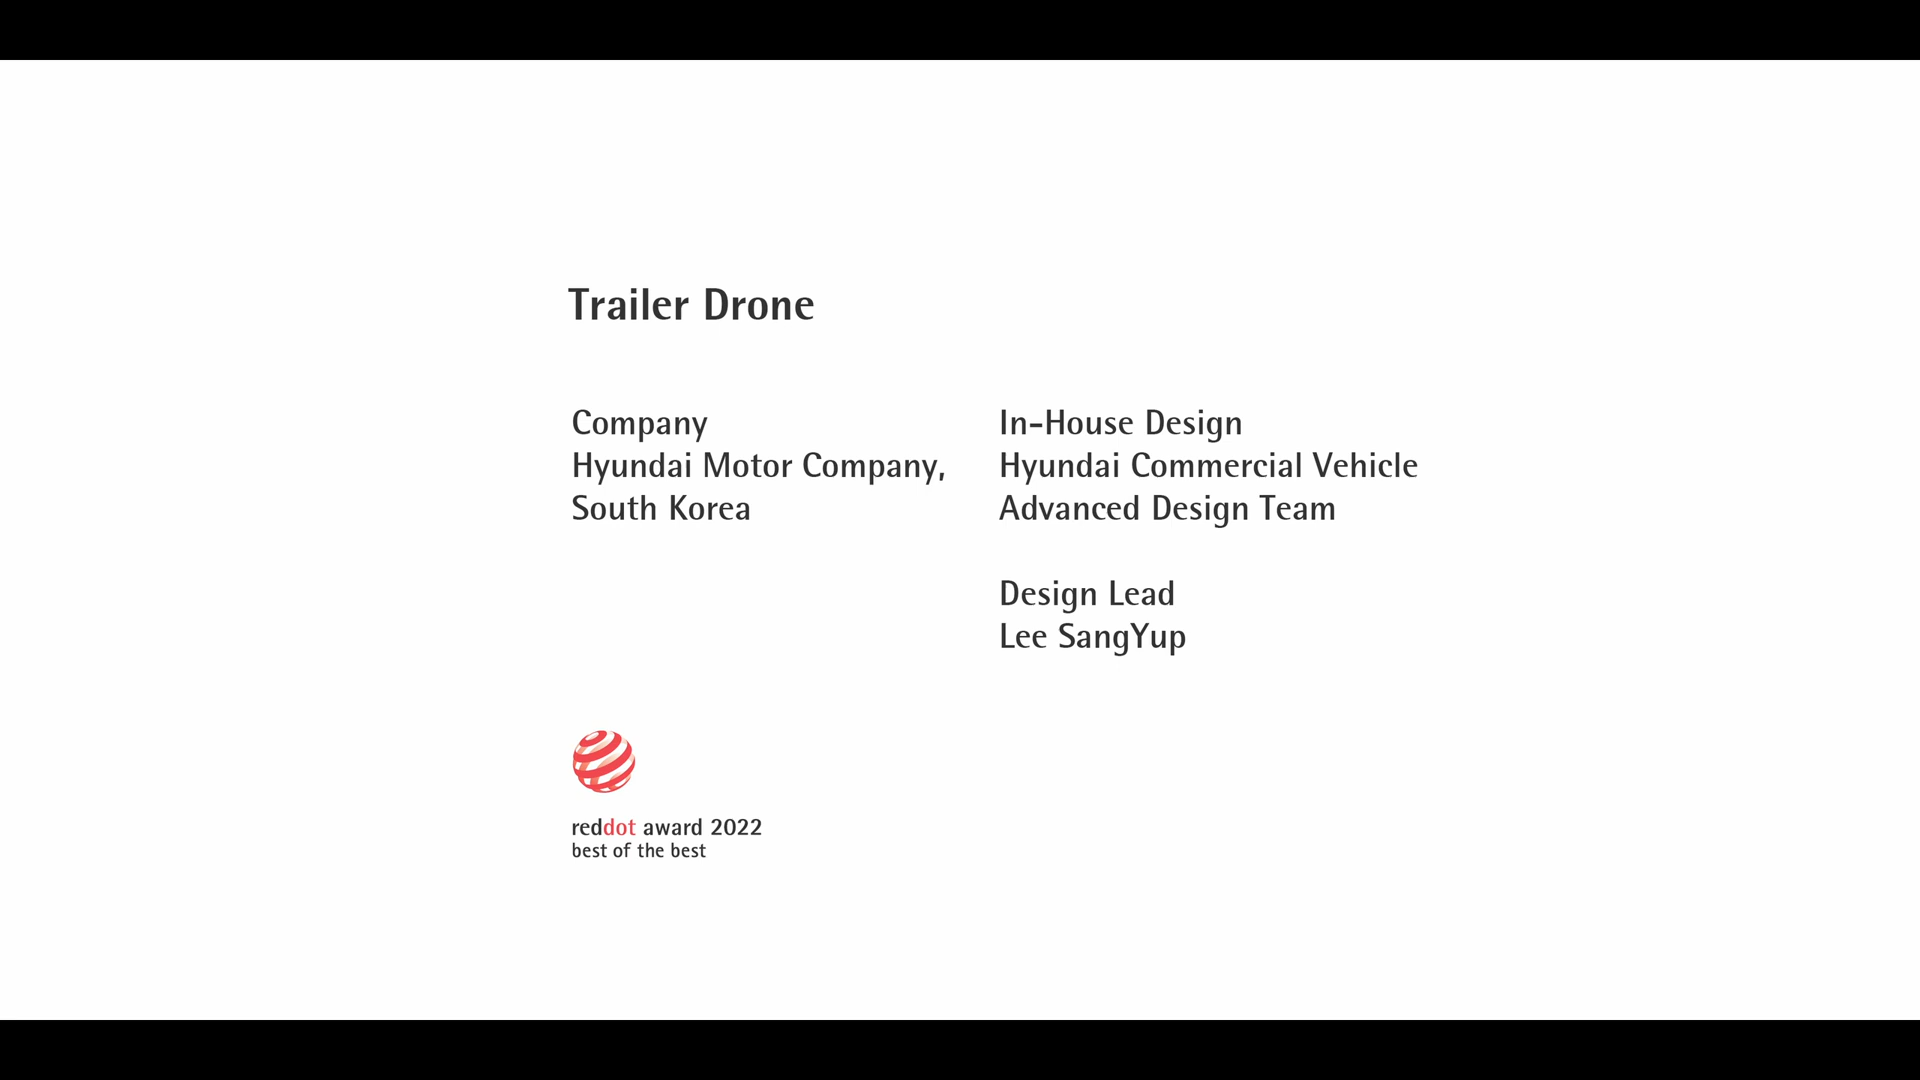 Trailer Drone
Company
Hyundai Motor Company,
South Korea
In-House Design
Hyundai Commercial Vehicle
Advanced Design Team
Design Lead
Lee SangYup
reddot award 2022
best of the best